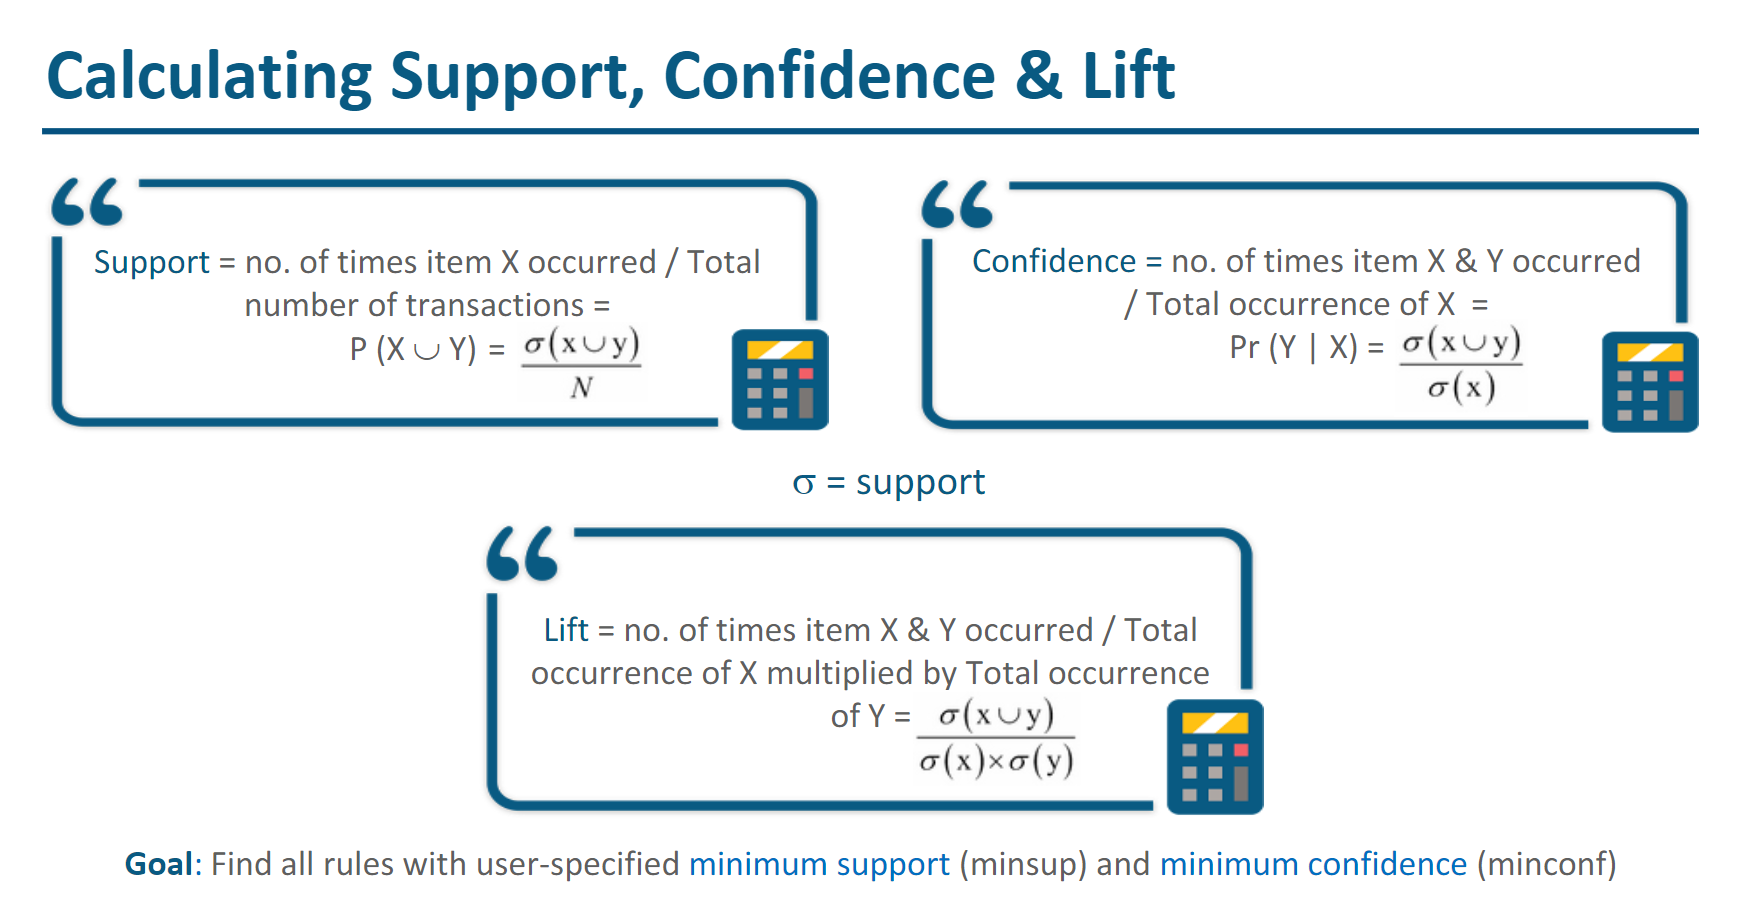 Calculating Support, Confidence & Lift
Support = no. of times item X occurred / Total
number of transactions =
P (X ∪ Y) = σ(x∪y)
N
Confidence = no. of times item X & Y occurred
/ Total occurrence of X =
Pr (Y | X) = σ(x∪y)
σ(x)
σ = support
Lift = no. of times item X & Y occurred / Total
occurrence of X multiplied by Total occurrence
of Y = σ(x∪y)
σ(x)×σ(y)
Goal: Find all rules with user-specified minimum support (minsup) and minimum confidence (minconf)